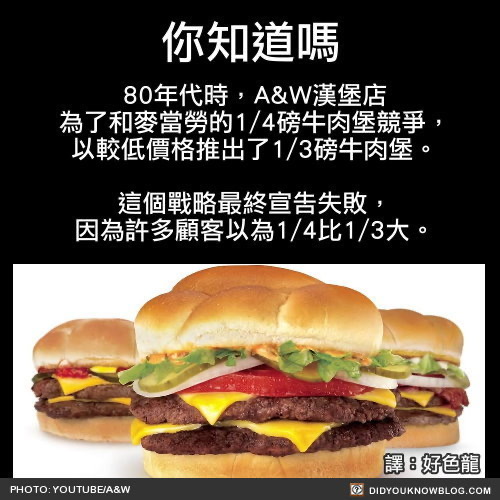 你知道嗎
80年代時，A&W漢堡店
為了和麥當勞的1/4磅牛肉堡競爭，
以較低價格推出了1/3磅牛肉堡。
這個戰略最終宣告失敗，
因為許多顧客以為1/4比1/3大。
譯：好色龍
PHOTO: YOUTUBE/A&W
DIDYOUKNOWBLOG.COM